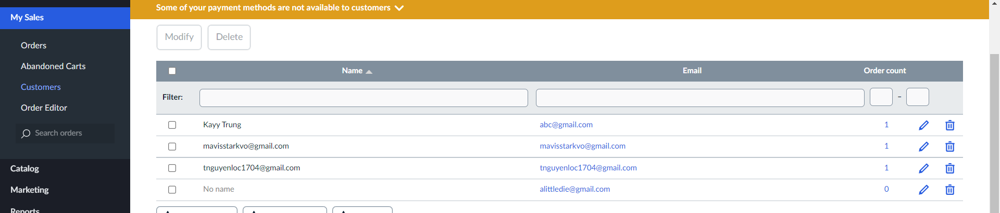 Some of your payment methods are not available to customers
My Sales
Orders
Abandoned Carts
Customers
Order Editor
Search orders
Catalog
Marketing
Reports
Modify
Delete
Name Email Order count
Filter: –
Kayy Trung abc@gmail.com 1
mavisstarkvo@gmail.com mavisstarkvo@gmail.com 1
tnguyenloc1704@gmail.com tnguyenloc1704@gmail.com 1
No name alittledie@gmail.com 0